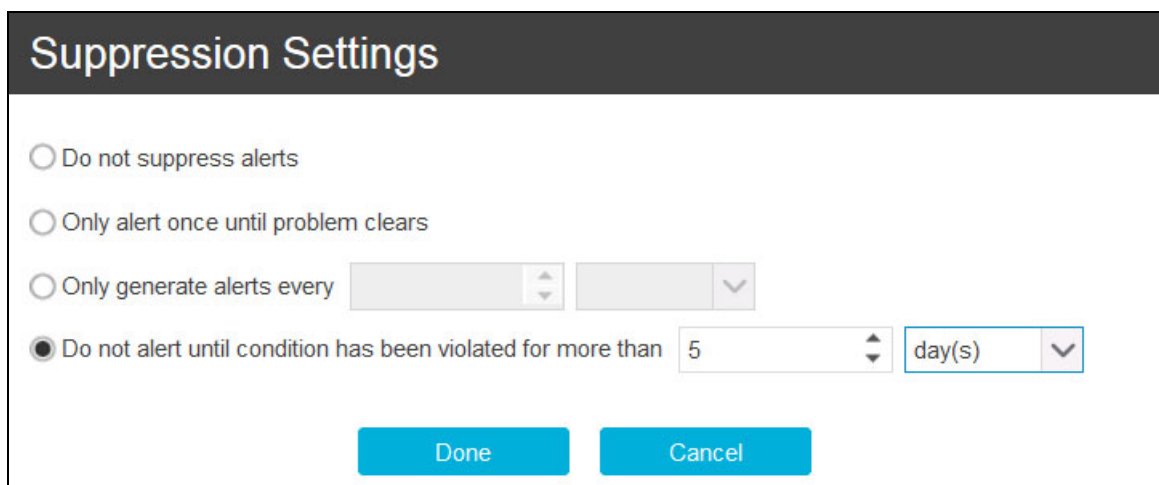 Suppression Settings
Do not suppress alerts
Only alert once until problem clears
Only generate alerts every
Do not alert until condition has been violated for more than 5 day(s)
Done Cancel